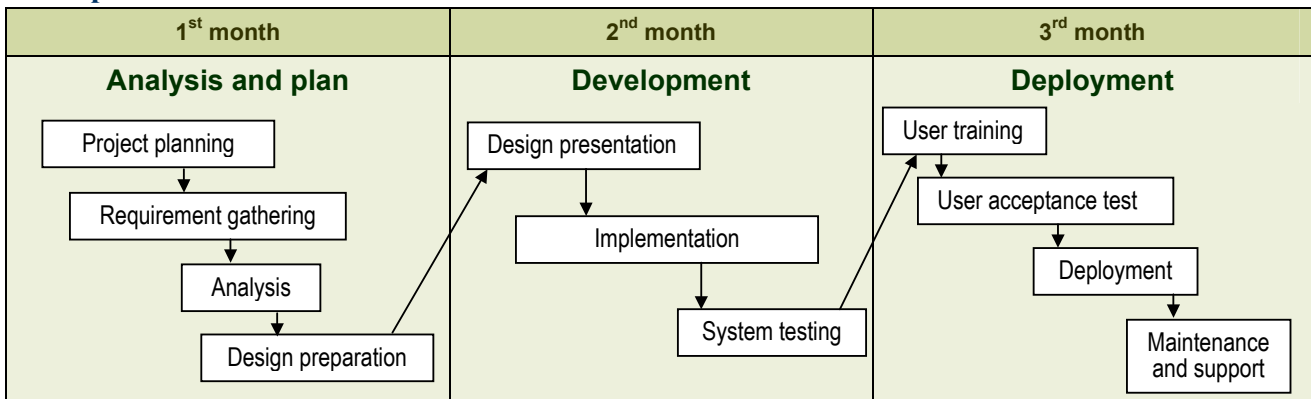 1st month
2nd month
3rd month
Analysis and plan
Project planning
Requirement gathering
Analysis
Design preparation
Development
Design presentation
Implementation
System testing
Deployment
User training
User acceptance test
Deployment
Maintenance
and support